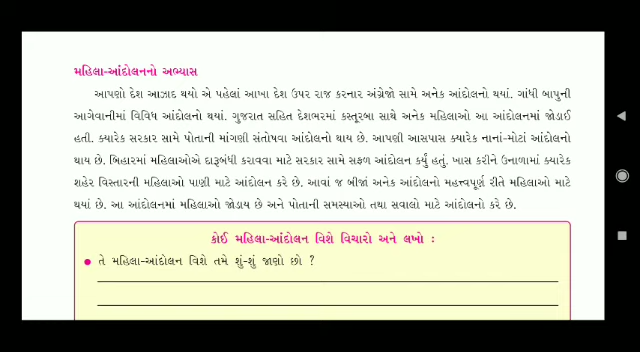 મહિલા-આંદોલનનો અભ્યાસ
આપણો દેશ આઝાદ થયો એ પહેલાં આખા દેશ ઉપર રાજ કરનાર અંગ્રેજો સામે અનેક આંદોલનો થયાં. ગાંધી બાપુની
આગેવાનીમાં વિવિધ આંદોલનો થયાં. ગુજરાત સહિત દેશભરમાં કસ્તૂરબા સાથે અનેક મહિલાઓ આ આંદોલનમાં જોડાઈ
હતી. ક્યારેક સરકાર સામે પોતાની માંગણી સંતોષવા આંદોલનો થાય છે. આપણી આસપાસ ક્યારેક નાનાં-મોટાં આંદોલનો
થાય છે. બિહારમાં મહિલાઓએ દારૂબંધી કરાવવા માટે સરકાર સામે સફળ આંદોલન કર્યું હતું. ખાસ કરીને ઉનાળામાં ક્યારેક
શહેર વિસ્તારની મહિલાઓ પાણી માટે આંદોલન કરે છે. આવાં જ બીજાં અનેક આંદોલનો મહત્ત્વપૂર્ણ રીતે મહિલાઓ માટે
થયાં છે. આ આંદોલનમાં મહિલાઓ જોડાય છે અને પોતાની સમસ્યાઓ તથા સવાલો માટે આંદોલનો કરે છે.
કોઈ મહિલા-આંદોલન વિશે વિચારો અને લખો :
● તે મહિલા-આંદોલન વિશે તમે શું-શું જાણો છો ?